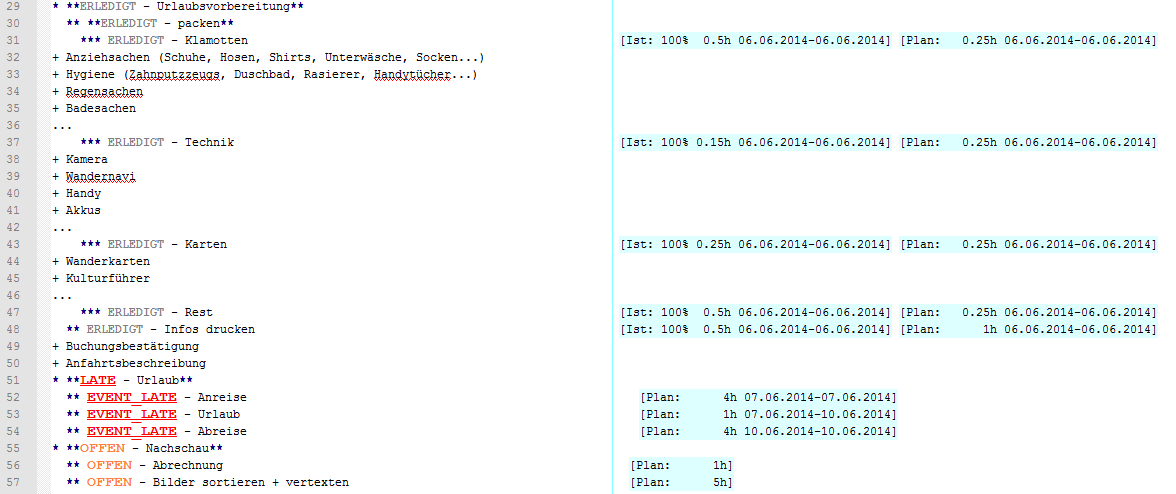 29 * **ERLEDIGT - Urlaubsvorbereitung**
30 ** **ERLEDIGT - packen**
31 *** ERLEDIGT - Klamotten [Ist: 100% 0.5h 06.06.2014-06.06.2014] [Plan: 0.25h 06.06.2014-06.06.2014]
32 + Anziehsachen (Schuhe, Hosen, Shirts, Unterwäsche, Socken...)
33 + Hygiene (Zahnputzzeugs, Duschbad, Rasierer, Handytücher...)
34 + Regensachen
35 + Badesachen
36 ...
37 *** ERLEDIGT - Technik [Ist: 100% 0.15h 06.06.2014-06.06.2014] [Plan: 0.25h 06.06.2014-06.06.2014]
38 + Kamera
39 + Wandernavi
40 + Handy
41 + Akkus
42 ...
43 *** ERLEDIGT - Karten [Ist: 100% 0.25h 06.06.2014-06.06.2014] [Plan: 0.25h 06.06.2014-06.06.2014]
44 + Wanderkarten
45 + Kulturführer
46 ...
47 *** ERLEDIGT - Rest [Ist: 100% 0.5h 06.06.2014-06.06.2014] [Plan: 0.25h 06.06.2014-06.06.2014]
48 ** ERLEDIGT - Infos drucken [Ist: 100% 0.5h 06.06.2014-06.06.2014] [Plan: 1h 06.06.2014-06.06.2014]
49 + Buchungsbestätigung
50 + Anfahrtsbeschreibung
51 * **LATE - Urlaub**
52 ** EVENT_LATE - Anreise [Plan: 4h 07.06.2014-07.06.2014]
53 ** EVENT_LATE - Urlaub [Plan: 1h 07.06.2014-10.06.2014]
54 ** EVENT_LATE - Abreise [Plan: 4h 10.06.2014-10.06.2014]
55 * **OFFEN - Nachschau**
56 ** OFFEN - Abrechnung [Plan: 1h]
57 ** OFFEN - Bilder sortieren + vertexten [Plan: 5h]